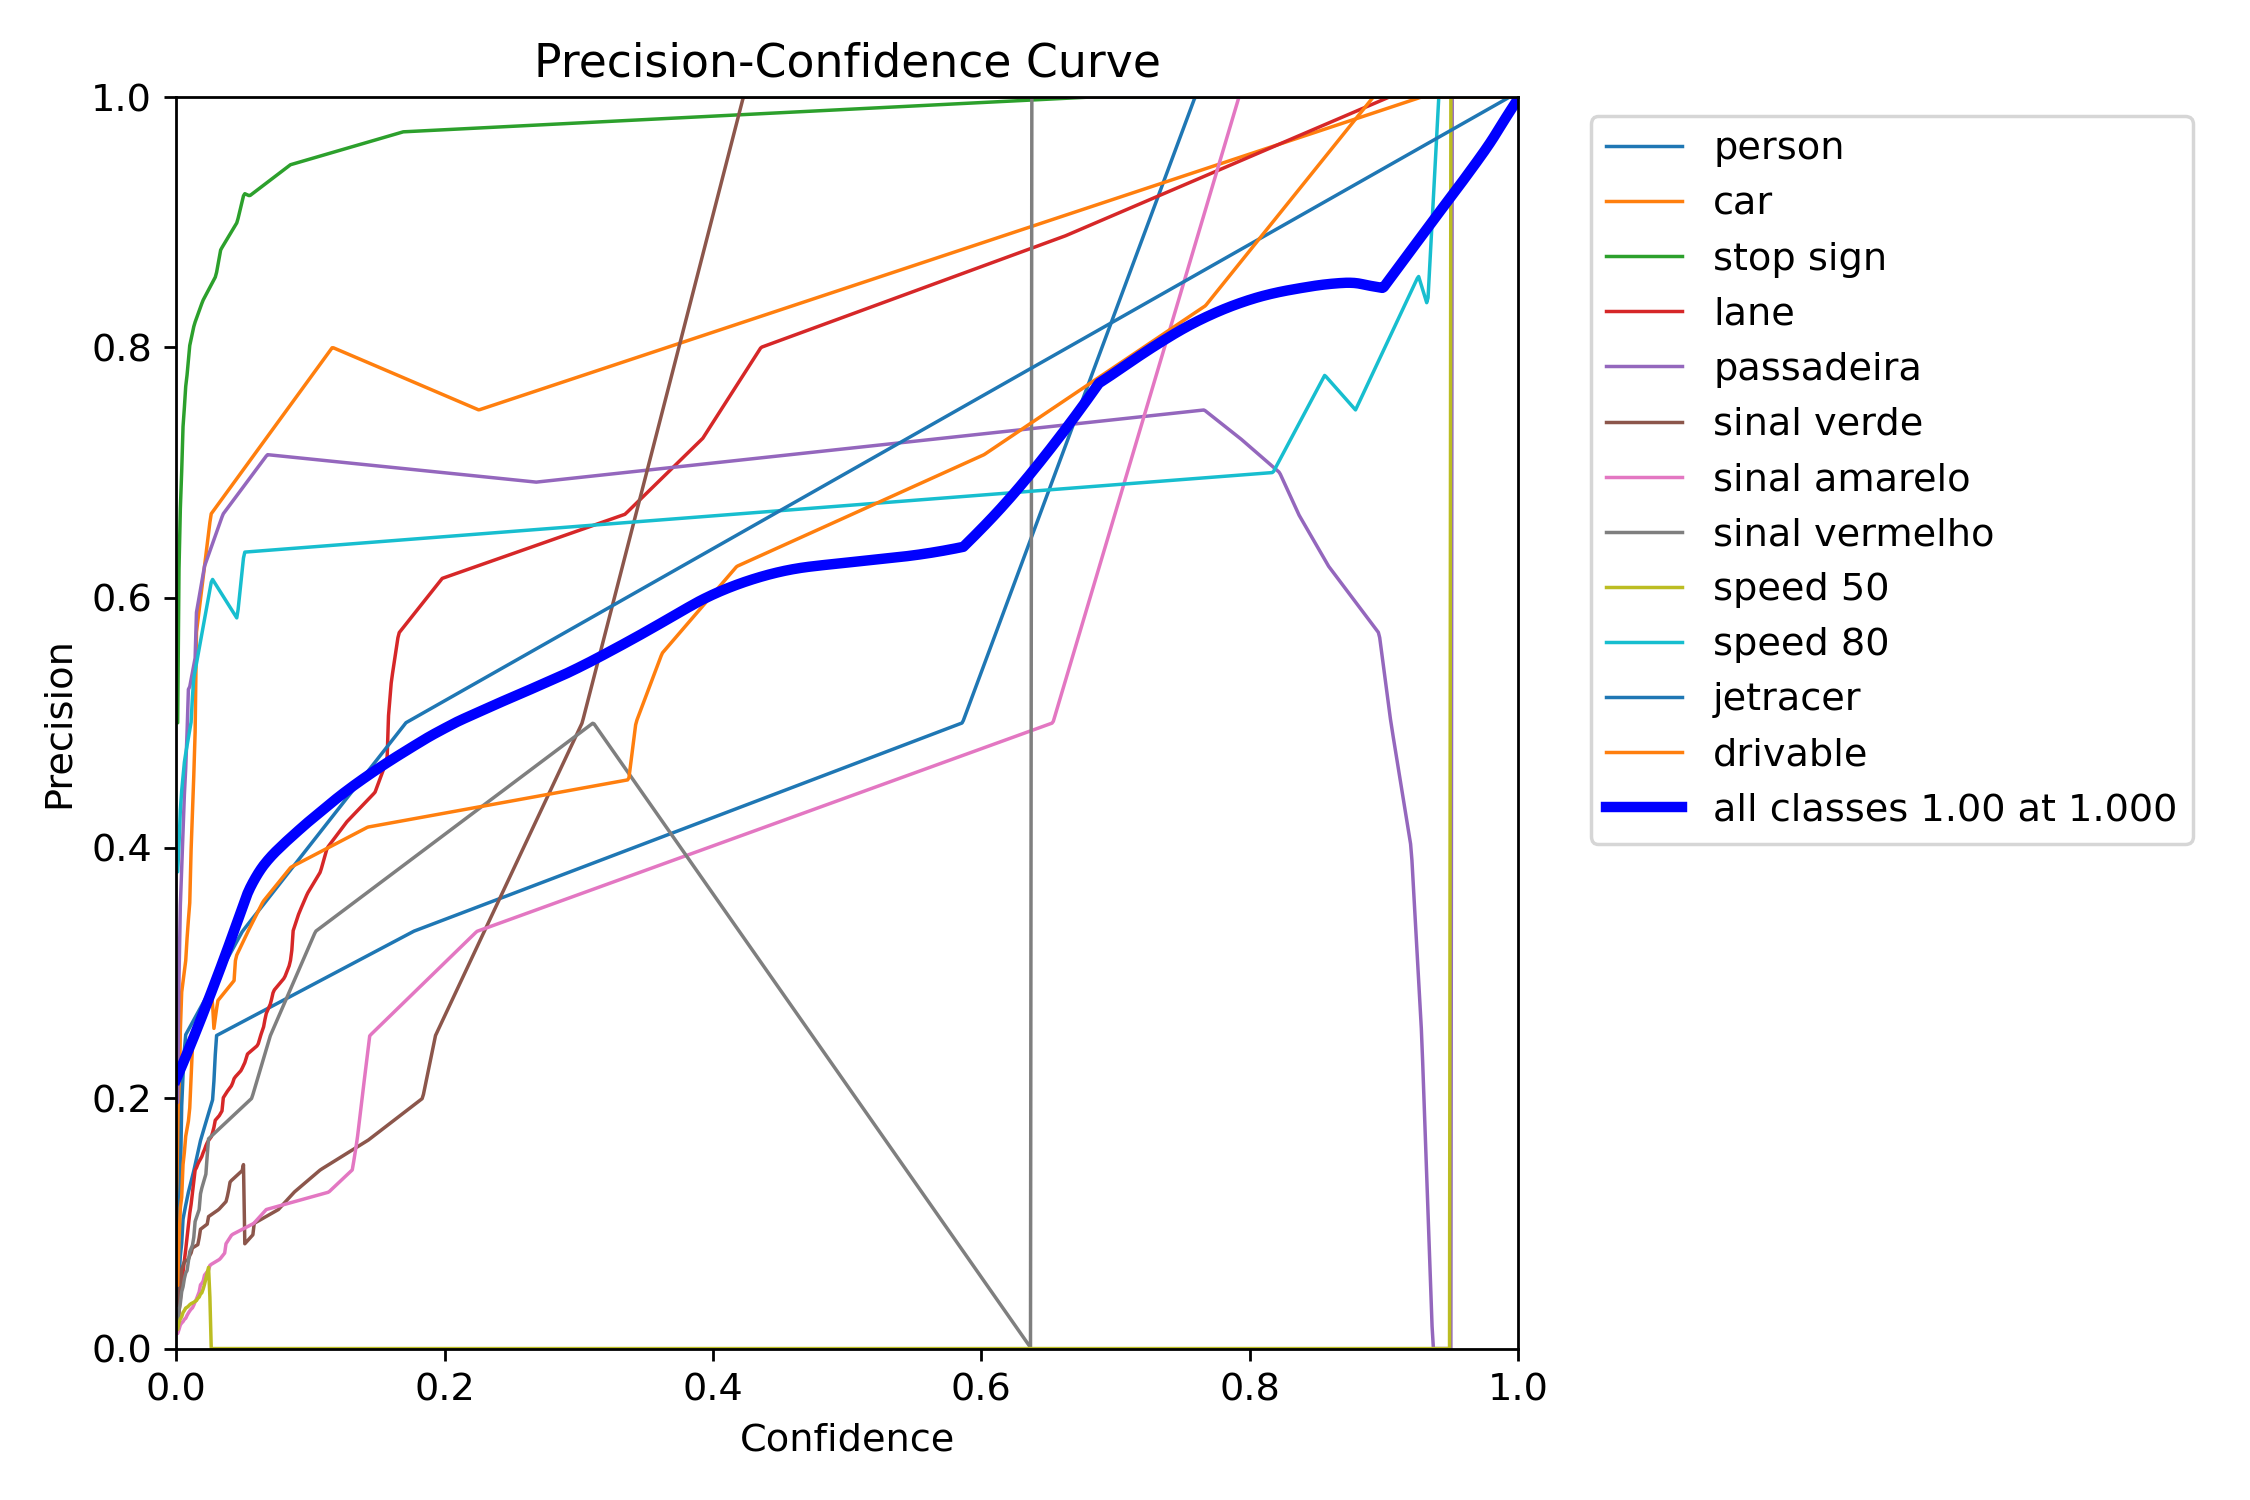 Precision-Confidence Curve
1.0
0.8
0.6
0.4
0.2
0.0
Precision
0.0 0.2 0.4 0.6 0.8 1.0
Confidence
person
car
stop sign
lane
passadeira
sinal verde
sinal amarelo
sinal vermelho
speed 50
speed 80
jetracer
drivable
all classes 1.00 at 1.000